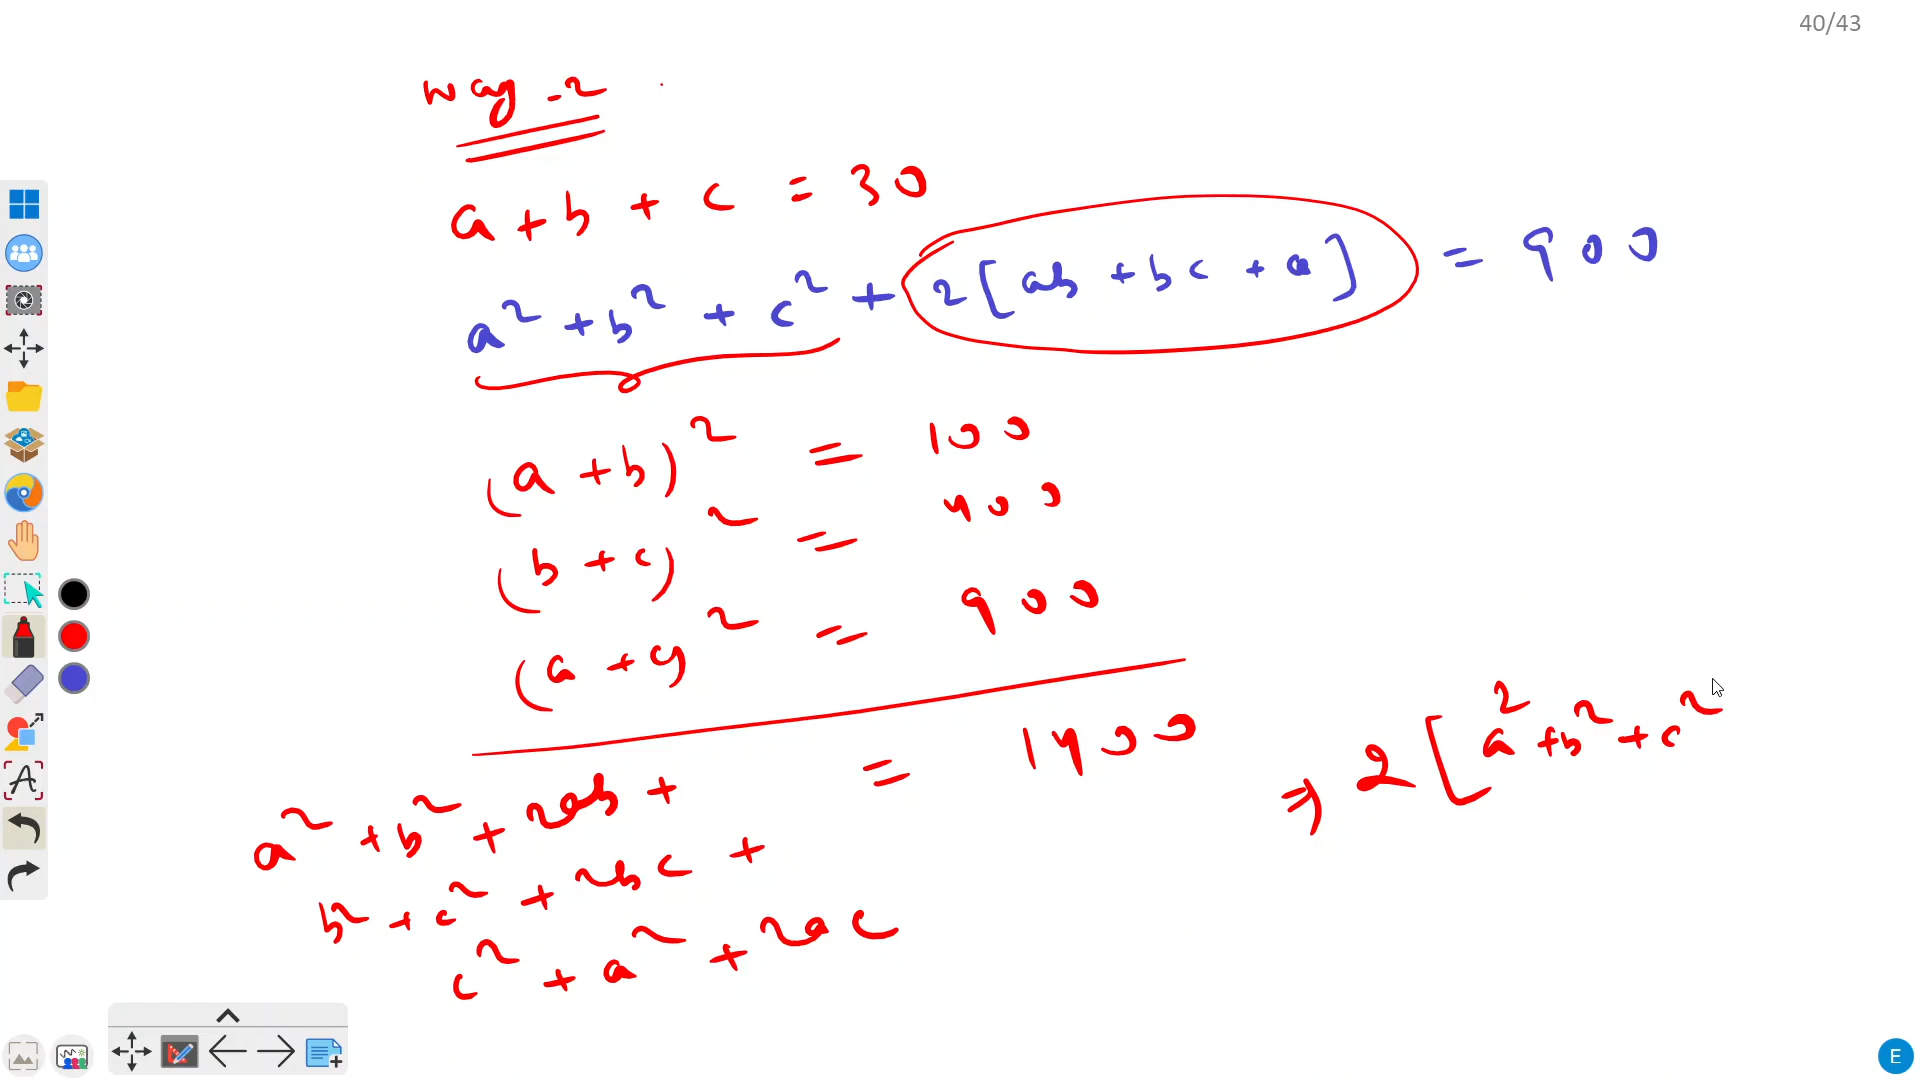 40/43
way -2
a + b + c = 30
a² + b² + c² + 2[ab + bc + ca] = 900
(a + b)² = 100
(b + c)² = 400
(a + c)² = 900
= 1400
⇒ 2[a² + b² + c²
a² + b² + 2ab +
b² + c² + 2bc +
c² + a² + 2ac
A
E